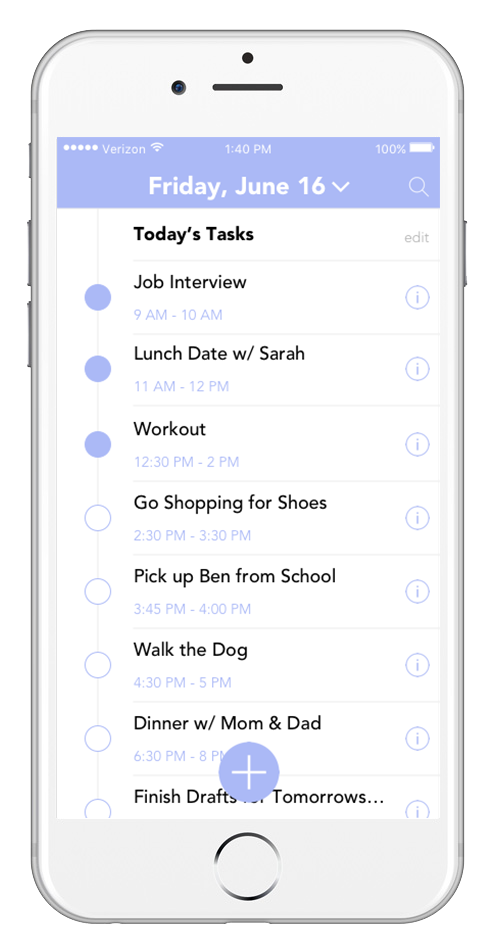 Verizon 1:40 PM 100%
Friday, June 16
Today's Tasks edit
Job Interview
9 AM - 10 AM
Lunch Date w/ Sarah
11 AM - 12 PM
Workout
12:30 PM - 2 PM
Go Shopping for Shoes
2:30 PM - 3:30 PM
Pick up Ben from School
3:45 PM - 4:00 PM
Walk the Dog
4:30 PM - 5 PM
Dinner w/ Mom & Dad
6:30 PM - 8 PM
Finish Drafts for Tomorrows...